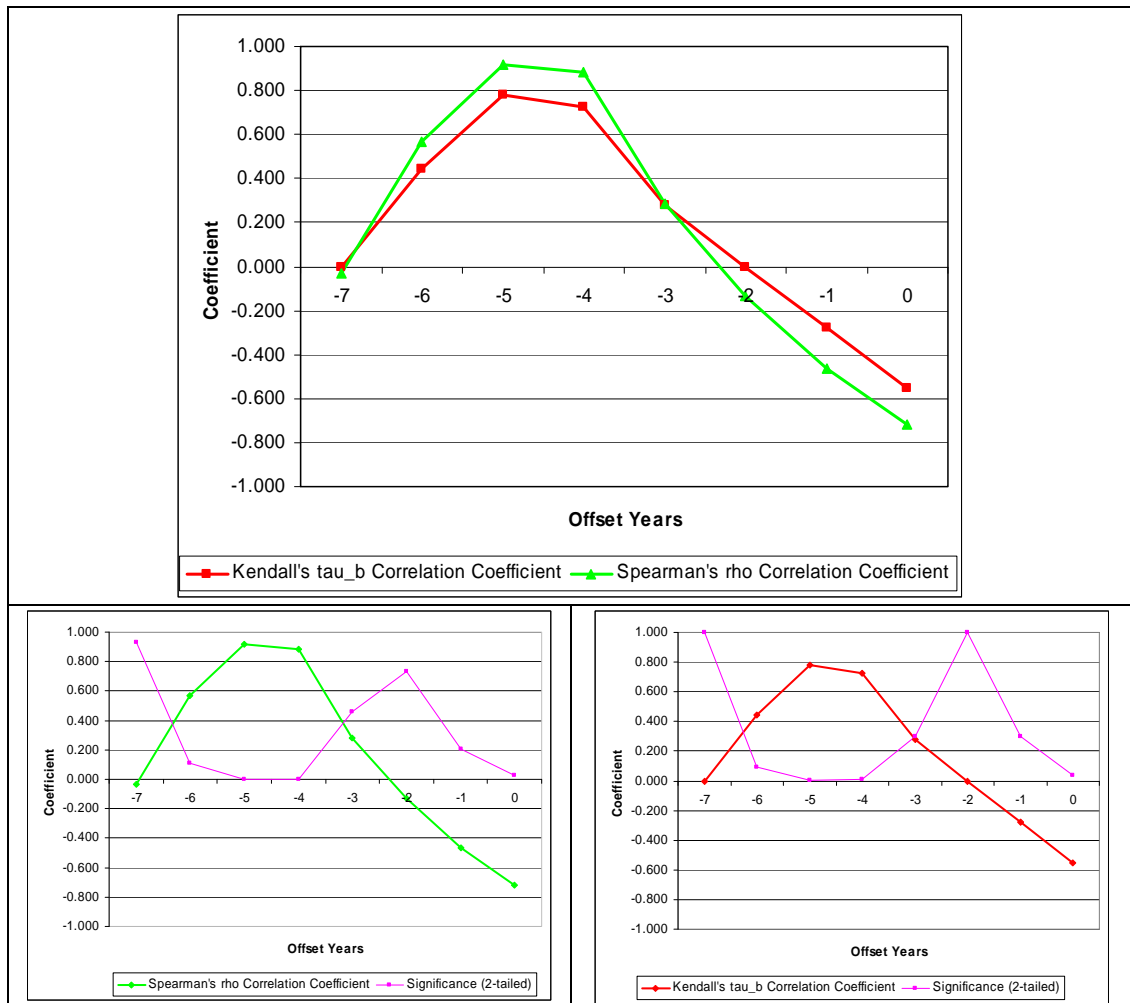 1.000
0.800
0.600
0.400
0.200
0.000
-0.200
-0.400
-0.600
-0.800
-1.000
Coefficient
-7 -6 -5 -4 -3 -2 -1 0
Offset Years
Kendall's tau_b Correlation Coefficient Spearman's rho Correlation Coefficient
1.000
0.800
0.600
0.400
0.200
0.000
-0.200
-0.400
-0.600
-0.800
-1.000
Coefficient
-7 -6 -5 -4 -3 -2 -1 0
Offset Years
Spearman's rho Correlation Coefficient Significance (2-tailed)
1.000
0.800
0.600
0.400
0.200
0.000
-0.200
-0.400
-0.600
-0.800
-1.000
Coefficient
-7 -6 -5 -4 -3 -2 -1 0
Offset Years
Kendall's tau_b Correlation Coefficient Significance (2-tailed)